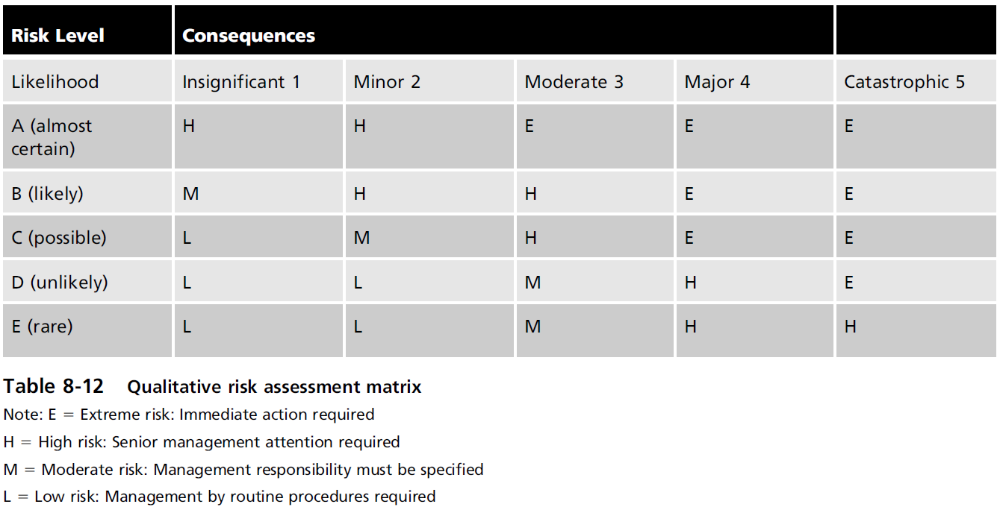 Risk Level Consequences
Likelihood Insignificant 1 Minor 2 Moderate 3 Major 4 Catastrophic 5
A (almost certain) H H E E E
B (likely) M H H E E
C (possible) L M H E E
D (unlikely) L L M H E
E (rare) L L M H H
Table 8-12 Qualitative risk assessment matrix
Note: E = Extreme risk: Immediate action required
H = High risk: Senior management attention required
M = Moderate risk: Management responsibility must be specified
L = Low risk: Management by routine procedures required